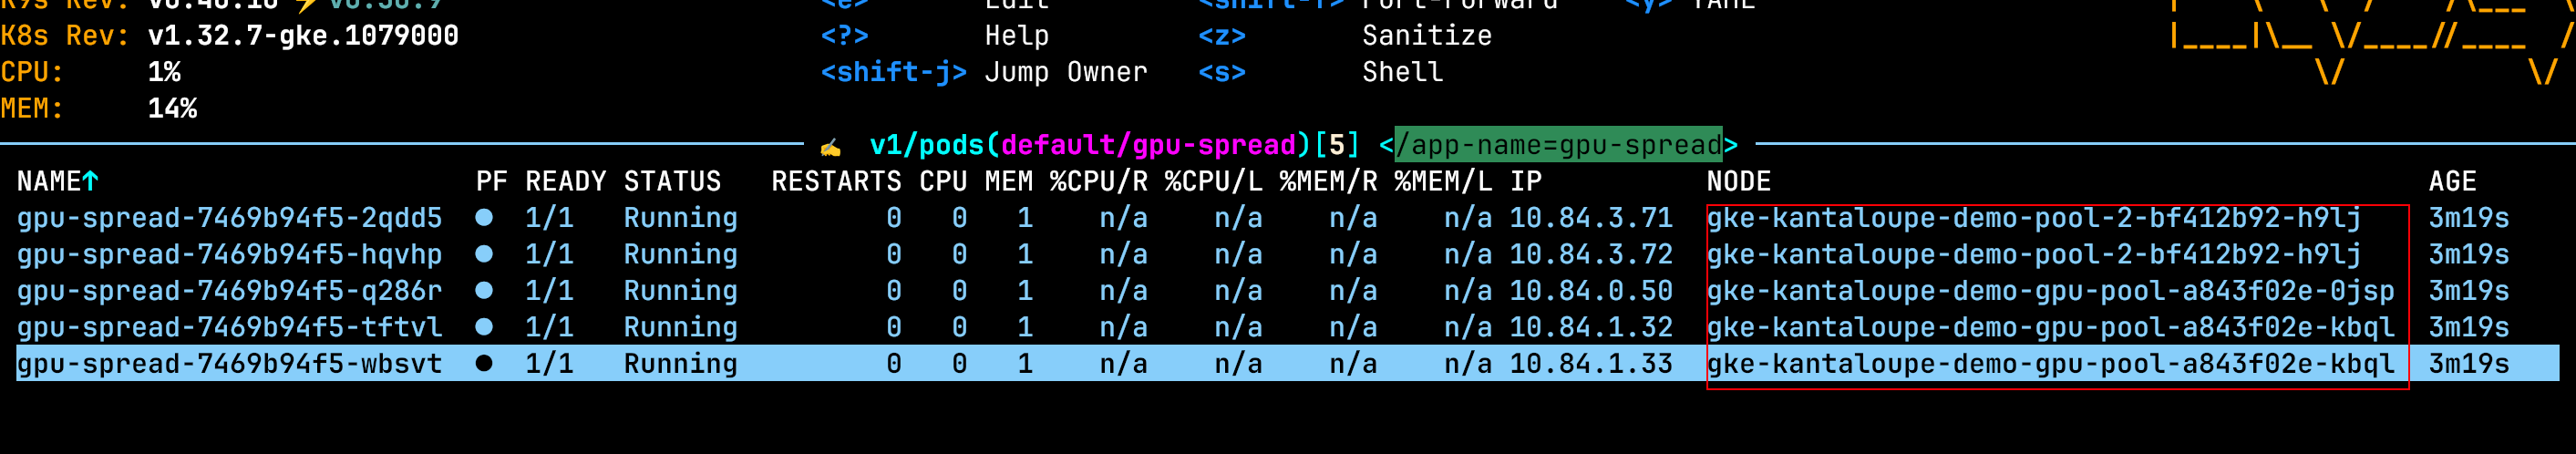 K9s Rev: v0.40.10 ⚡ v0.50.9 <e> Edit <shift-f> Port-Forward <y> YAML
K8s Rev: v1.32.7-gke.1079000 <?> Help <z> Sanitize
CPU: 1% <shift-j> Jump Owner <s> Shell
MEM: 14%
v1/pods(default/gpu-spread)[5] </app-name=gpu-spread>
NAME↑ PF READY STATUS RESTARTS CPU MEM %CPU/R %CPU/L %MEM/R %MEM/L IP NODE AGE
gpu-spread-7469b94f5-2qdd5 ● 1/1 Running 0 0 1 n/a n/a n/a n/a 10.84.3.71 gke-kantaloupe-demo-pool-2-bf412b92-h9lj 3m19s
gpu-spread-7469b94f5-hqvhp ● 1/1 Running 0 0 1 n/a n/a n/a n/a 10.84.3.72 gke-kantaloupe-demo-pool-2-bf412b92-h9lj 3m19s
gpu-spread-7469b94f5-q286r ● 1/1 Running 0 0 1 n/a n/a n/a n/a 10.84.0.50 gke-kantaloupe-demo-gpu-pool-a843f02e-0jsp 3m19s
gpu-spread-7469b94f5-tftvl ● 1/1 Running 0 0 1 n/a n/a n/a n/a 10.84.1.32 gke-kantaloupe-demo-gpu-pool-a843f02e-kbql 3m19s
gpu-spread-7469b94f5-wbsvt ● 1/1 Running 0 0 1 n/a n/a n/a n/a 10.84.1.33 gke-kantaloupe-demo-gpu-pool-a843f02e-kbql 3m19s